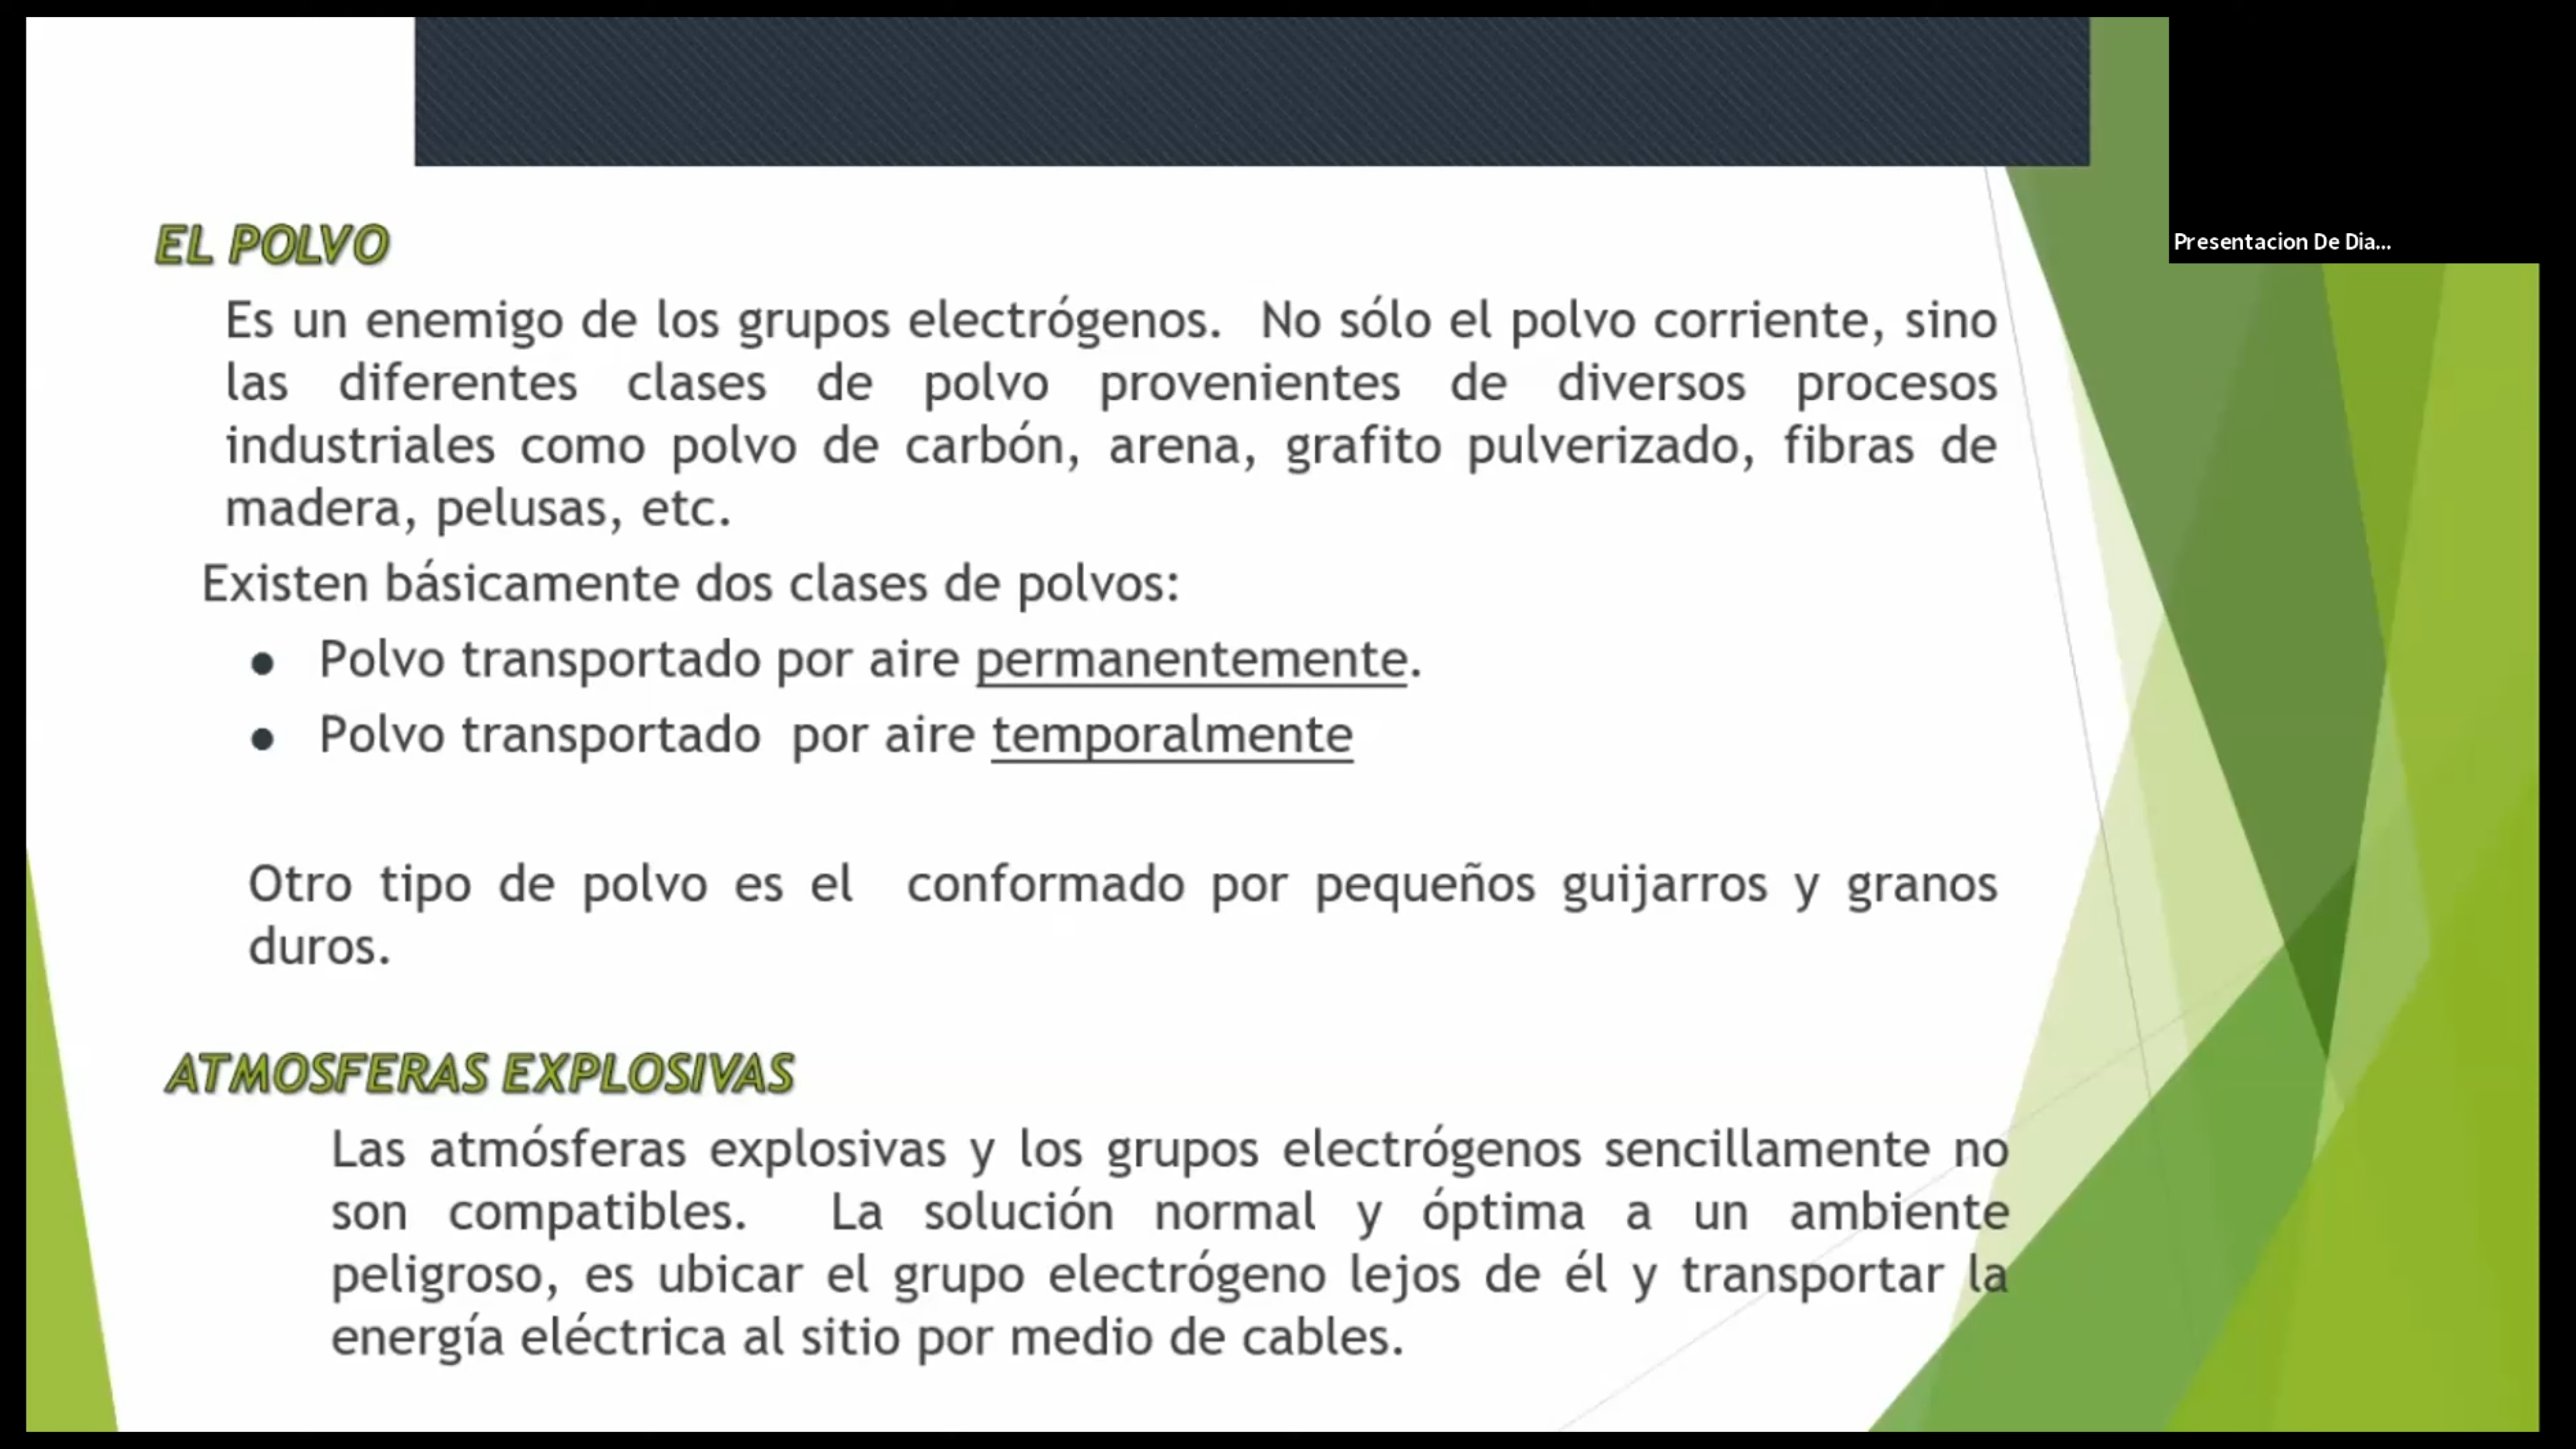 Presentacion De Dia...
EL POLVO
Es un enemigo de los grupos electrógenos. No sólo el polvo corriente, sino
las diferentes clases de polvo provenientes de diversos procesos
industriales como polvo de carbón, arena, grafito pulverizado, fibras de
madera, pelusas, etc.
Existen básicamente dos clases de polvos:
● Polvo transportado por aire permanentemente.
● Polvo transportado por aire temporalmente
Otro tipo de polvo es el conformado por pequeños guijarros y granos
duros.
ATMOSFERAS EXPLOSIVAS
Las atmósferas explosivas y los grupos electrógenos sencillamente no
son compatibles. La solución normal y óptima a un ambiente
peligroso, es ubicar el grupo electrógeno lejos de él y transportar la
energía eléctrica al sitio por medio de cables.